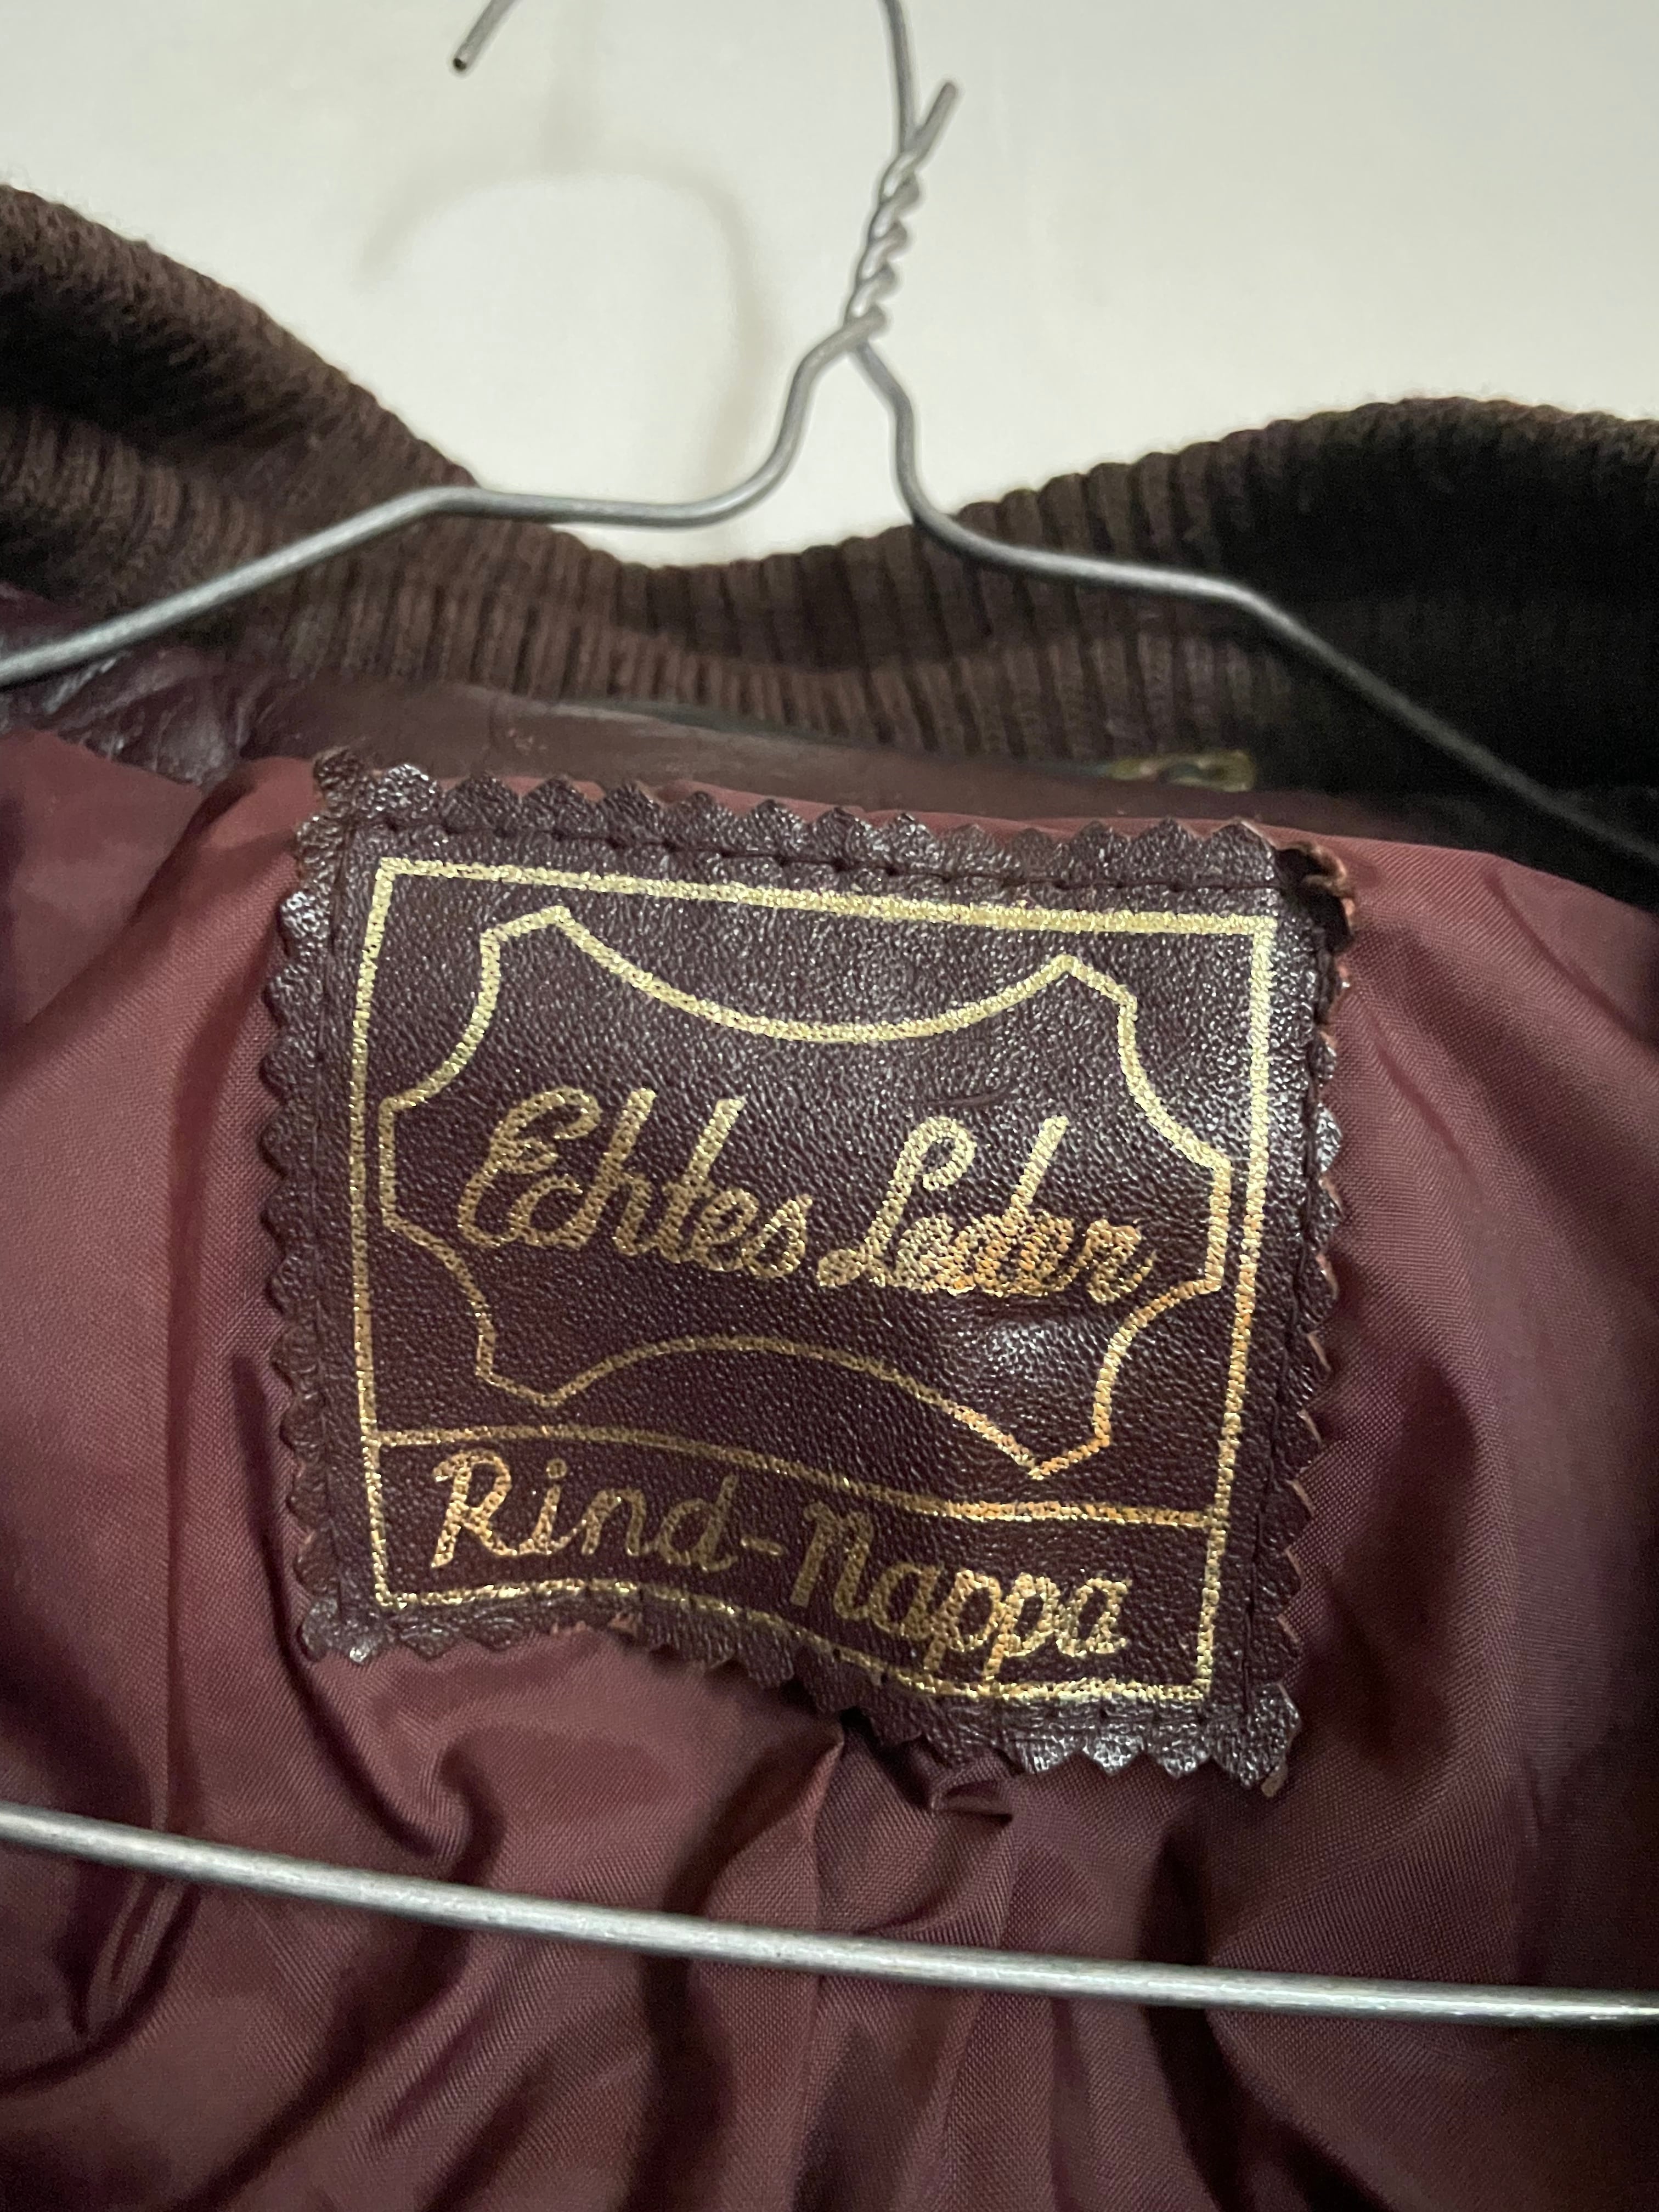 Echtes Leder
Rind-Nappa